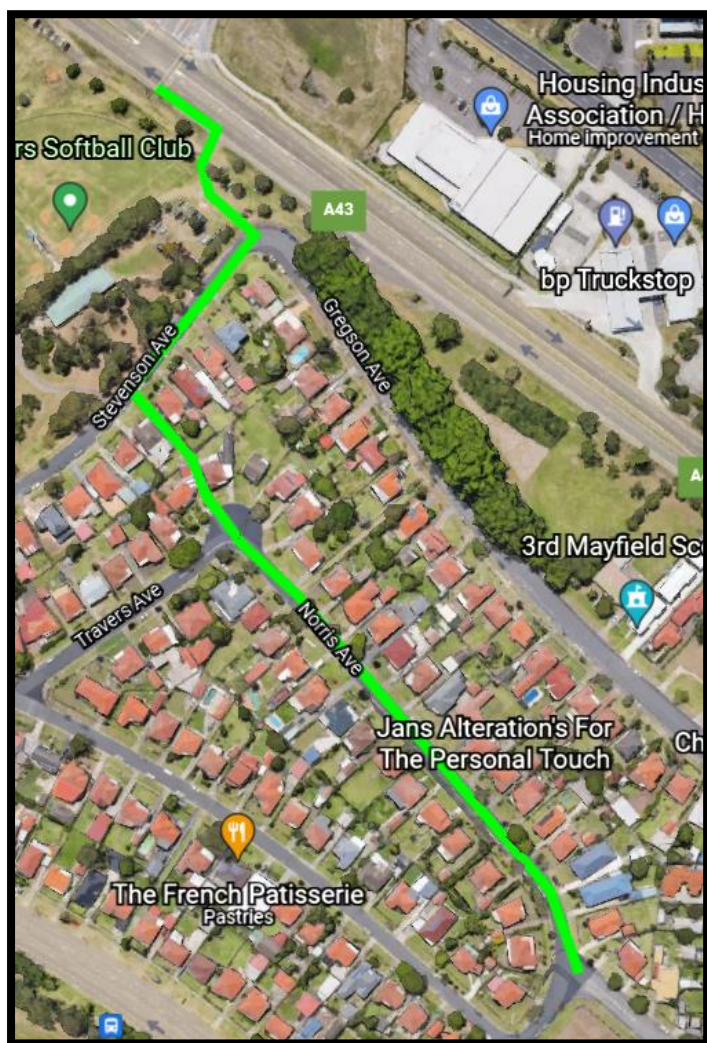 Housing Indus
Association / H
Home improvement
rs Softball Club
A43
bp Truckstop
Gregson Ave
Stevenson Ave
3rd Mayfield Sc
Travers Ave
Norris Ave
Jans Alteration's For
The Personal Touch
Ch
The French Patisserie
Pastries